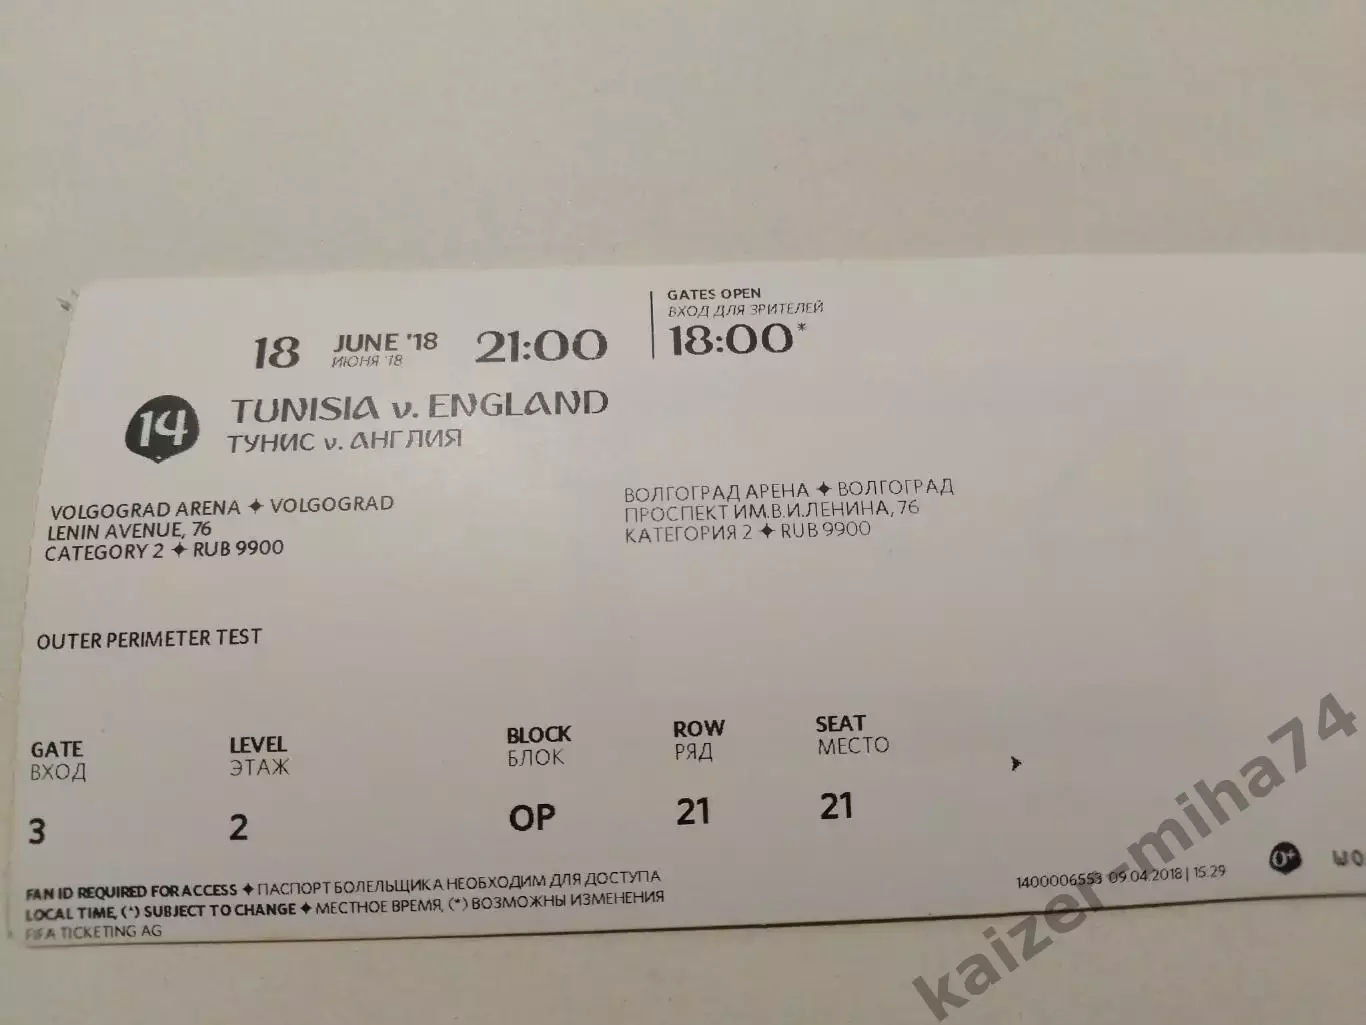 18 JUNE '18 21:00
ИЮНЯ '18
GATES OPEN
ВХОД ДЛЯ ЗРИТЕЛЕЙ
18:00*
14
TUNISIA v. ENGLAND
ТУНИС v. АНГЛИЯ
VOLGOGRAD ARENA ✦ VOLGOGRAD
LENIN AVENUE, 76
CATEGORY 2 ✦ RUB 9900
ВОЛГОГРАД АРЕНА ✦ ВОЛГОГРАД
ПРОСПЕКТ ИМ.В.И.ЛЕНИНА, 76
КАТЕГОРИЯ 2 ✦ RUB 9900
OUTER PERIMETER TEST
GATE LEVEL BLOCK ROW SEAT
ВХОД ЭТАЖ БЛОК РЯД МЕСТО
3 2 OP 21 21
FAN ID REQUIRED FOR ACCESS ✦ ПАСПОРТ БОЛЕЛЬЩИКА НЕОБХОДИМ ДЛЯ ДОСТУПА
LOCAL TIME, (*) SUBJECT TO CHANGE ✦ МЕСТНОЕ ВРЕМЯ, (*) ВОЗМОЖНЫ ИЗМЕНЕНИЯ
FIFA TICKETING AG
1400006553 09.04.2018 | 15:29
0+
kaizer-miha74